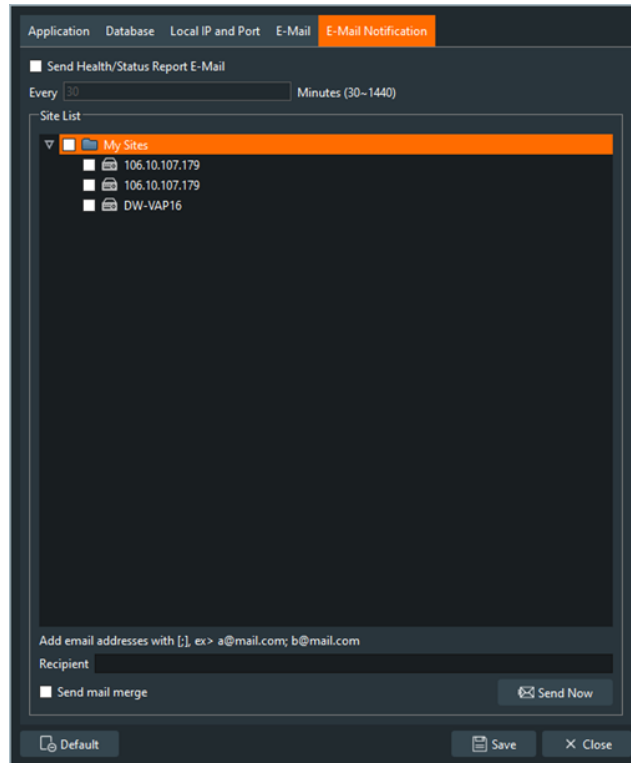 Application Database Local IP and Port E-Mail E-Mail Notification
Send Health/Status Report E-Mail
Every 30 Minutes (30~1440)
Site List
My Sites
106.10.107.179
106.10.107.179
DW-VAP16
Add email addresses with [;], ex> a@mail.com; b@mail.com
Recipient
Send mail merge Send Now
Default Save Close